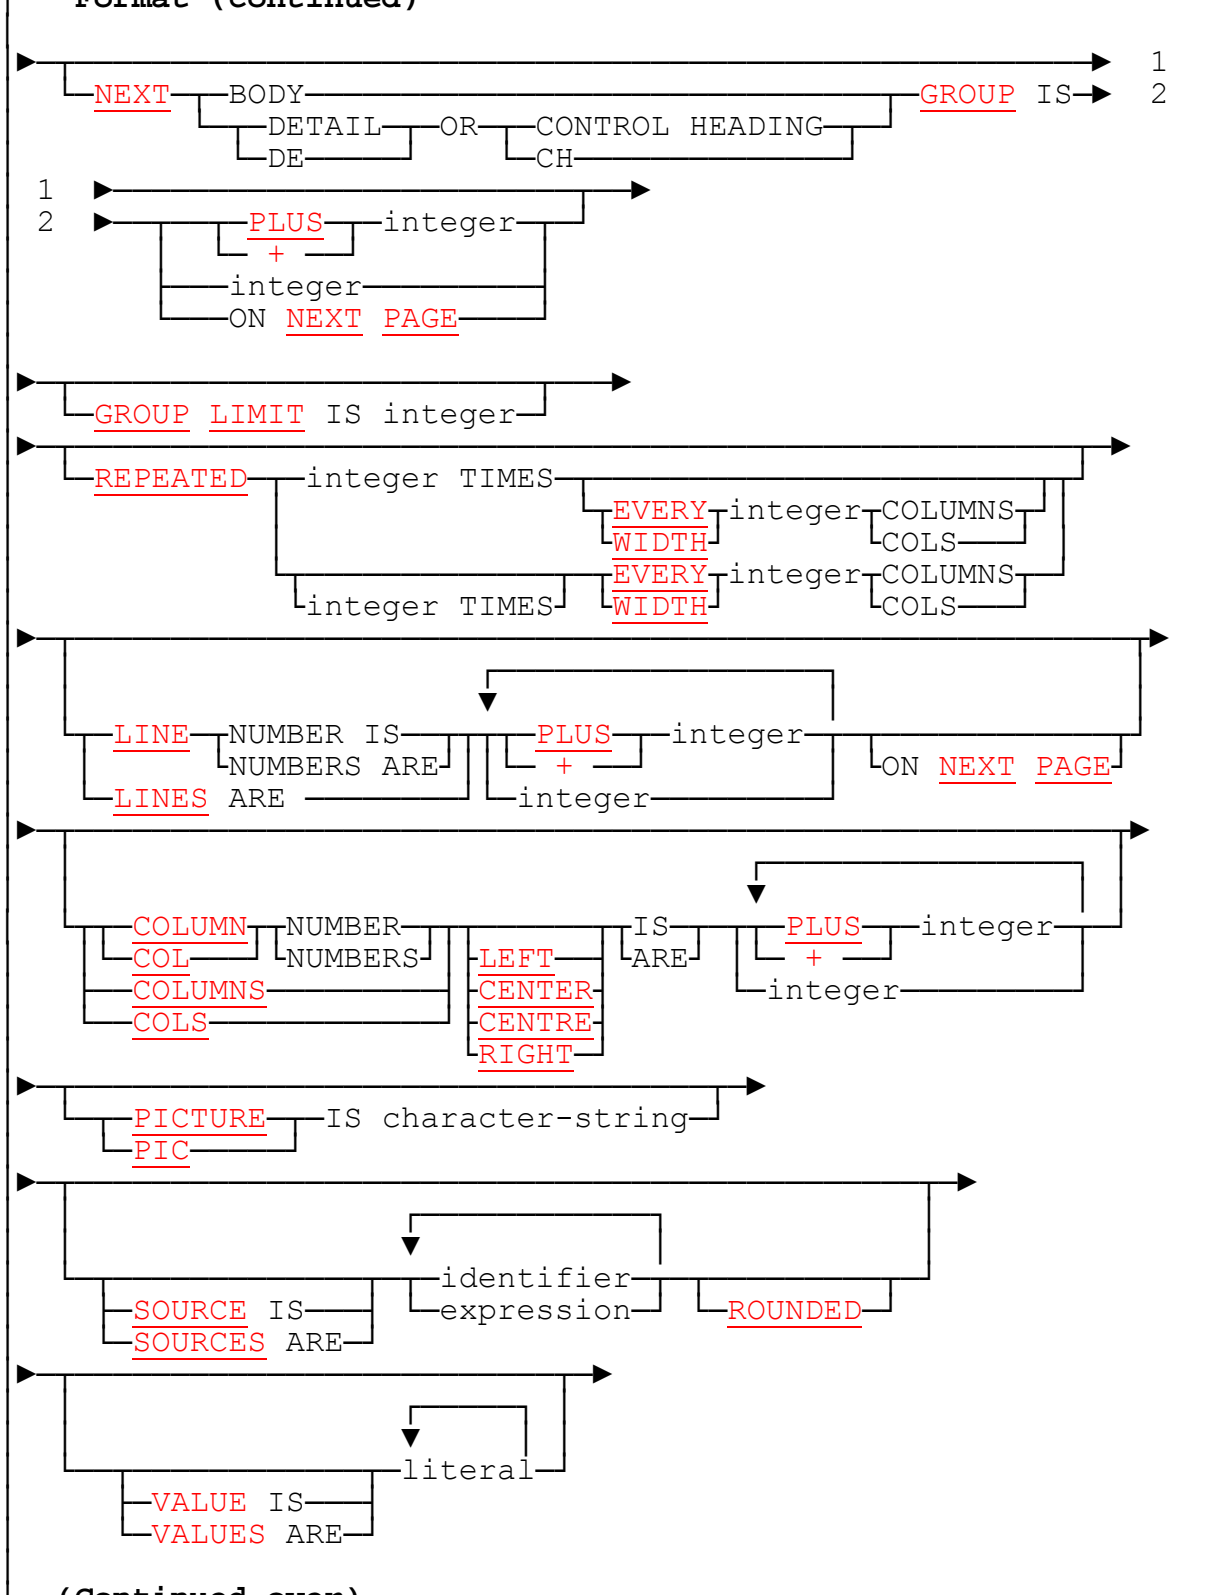 Format (continued)
1
NEXT BODY GROUP IS 2
DETAIL OR CONTROL HEADING
DE CH
1
2 PLUS integer
+
integer
ON NEXT PAGE
GROUP LIMIT IS integer
REPEATED integer TIMES
EVERY integer COLUMNS
WIDTH COLS
EVERY integer COLUMNS
integer TIMES WIDTH COLS
LINE NUMBER IS PLUS integer
NUMBERS ARE + ON NEXT PAGE
LINES ARE integer
COLUMN NUMBER IS PLUS integer
COL NUMBERS LEFT ARE +
COLUMNS CENTER integer
COLS CENTRE
RIGHT
PICTURE IS character-string
PIC
identifier
SOURCE IS expression ROUNDED
SOURCES ARE
literal
VALUE IS
VALUES ARE
(Continued over)